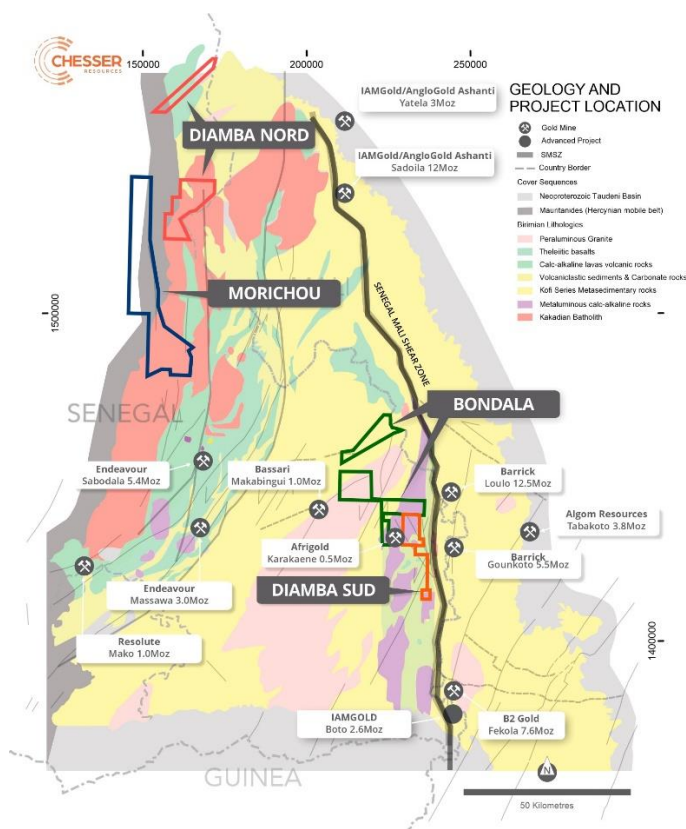 CHESSER
RESOURCES
150000
200000
250000
IAMGold/AngloGold Ashanti
Yatela 3Moz
GEOLOGY AND
PROJECT LOCATION
Gold Mine
Advanced Project
SMSZ
Country Border
Cover Sequences
Neoproterozoic Taudeni Basin
Mauritanides (Hercynian mobile belt)
Birimian Lithologies
Peraluminous Granite
Theleiitic basalts
Calc-alkaline lavas volcanic rocks
Volcaniclastic sediments & Carbonate rocks
Kofi Series Metasedimentary rocks
Metaluminous calc-alkaline rocks
Kakadian Batholith
DIAMBA NORD
IAMGold/AngloGold Ashanti
Sadoila 12Moz
MORICHOU
1500000
SENEGAL MALI SHEAR ZONE
SENEGAL
BONDALA
Endeavour
Sabodala 5.4Moz
Bassari
Makabingui 1.0Moz
Barrick
Loulo 12.5Moz
Algom Resources
Tabakoto 3.8Moz
Afrigold
Karakaene 0.5Moz
Barrick
Gounkoto 5.5Moz
Endeavour
Massawa 3.0Moz
DIAMBA SUD
Resolute
Mako 1.0Moz
1400000
IAMGOLD
Boto 2.6Moz
B2 Gold
Fekola 7.6Moz
GUINEA
N
50 Kilometres